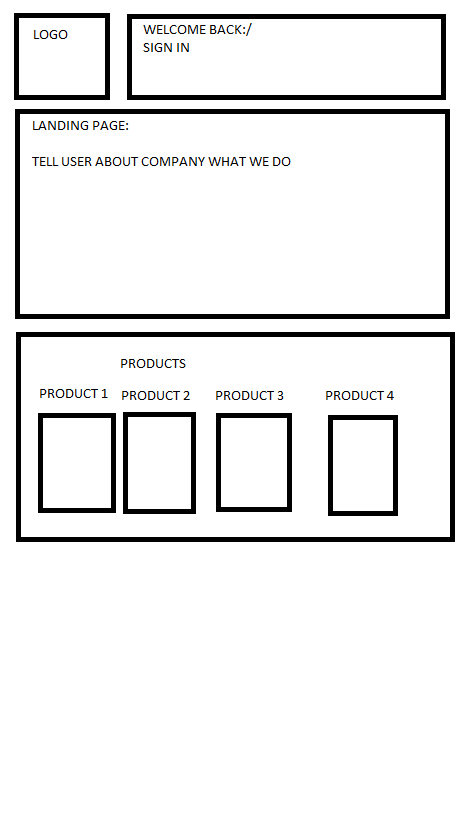 LOGO
WELCOME BACK:/
SIGN IN
LANDING PAGE:
TELL USER ABOUT COMPANY WHAT WE DO
PRODUCTS
PRODUCT 1
PRODUCT 2
PRODUCT 3
PRODUCT 4